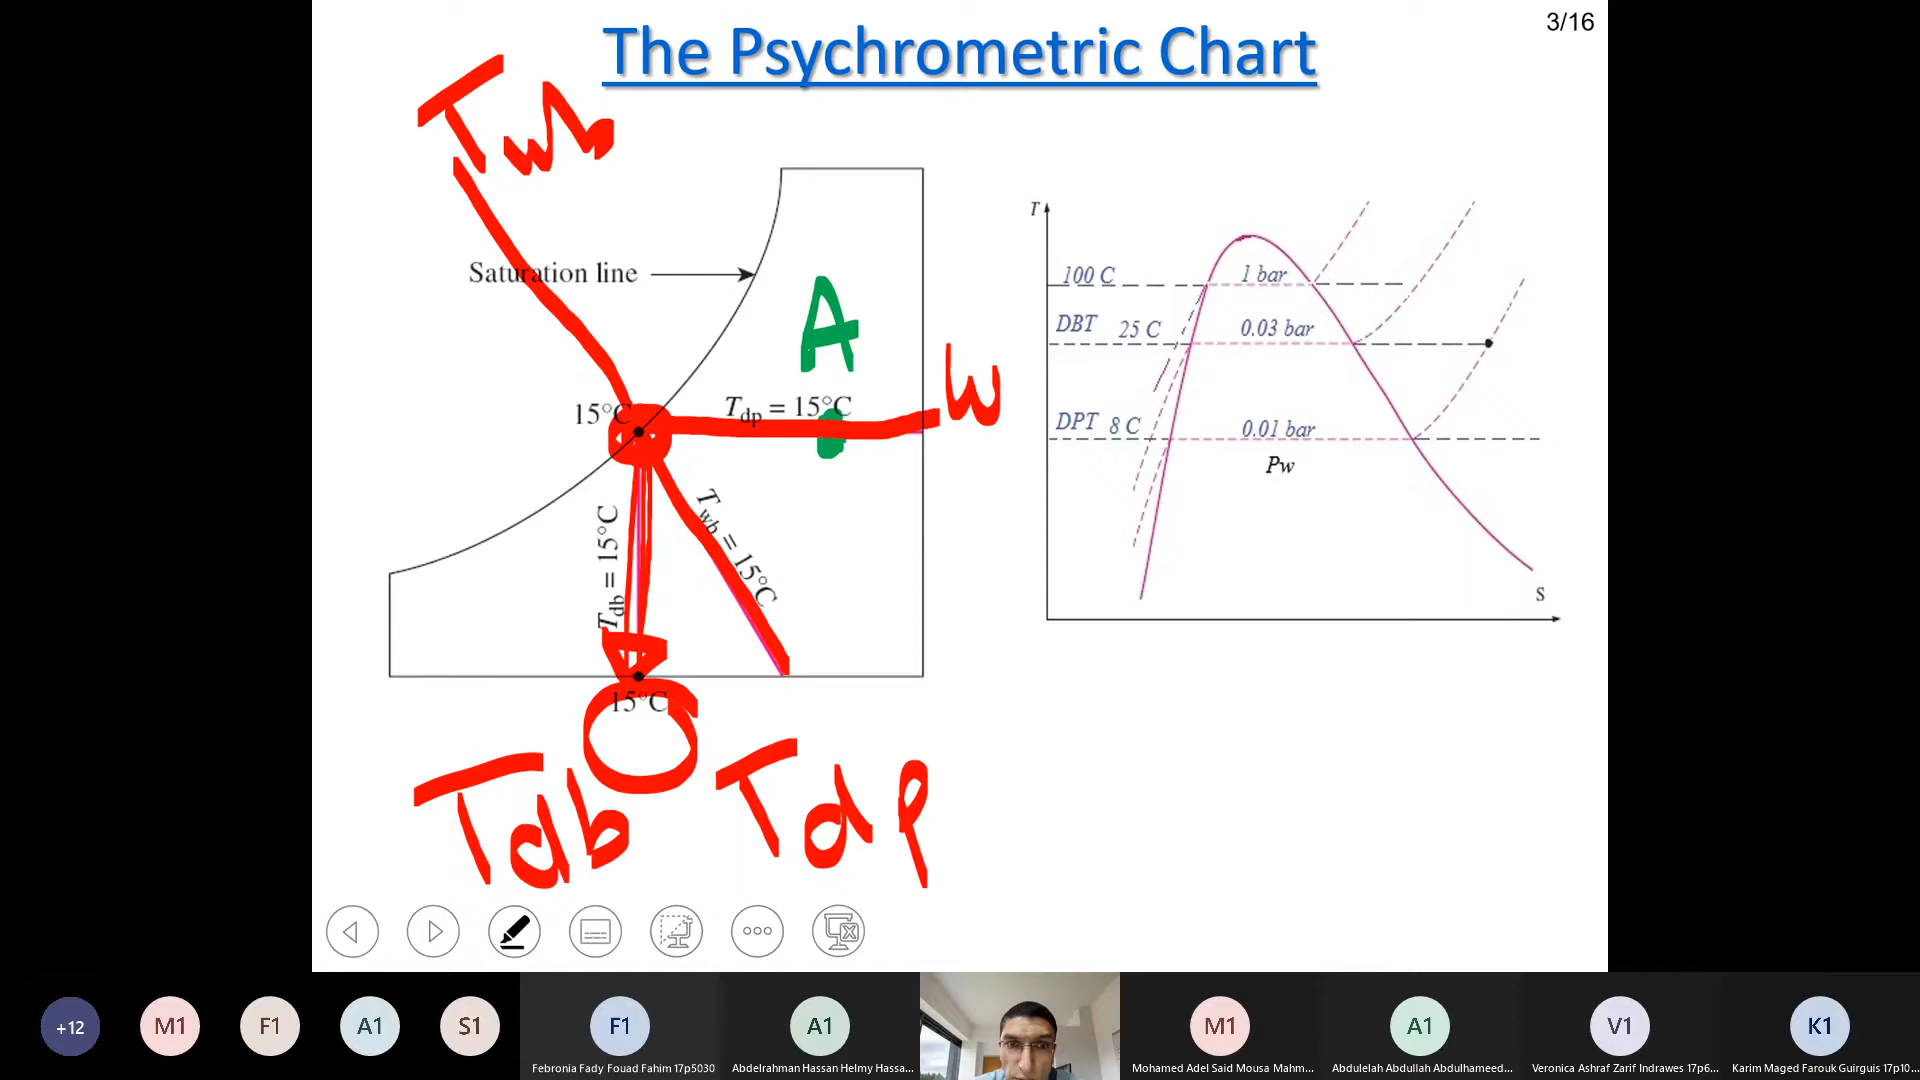 3/16
The Psychrometric Chart
Twb
Saturation line
A
15°C
Tdp = 15°C
W
Tdb = 15°C
Twb = 15°C
15°C
Tdb
Tdp
T
100 C
1 bar
DBT 25 C
0.03 bar
DPT 8 C
0.01 bar
Pw
S
+12
M1
F1
A1
S1
F1
A1
M1
A1
V1
K1
Febronia Fady Fouad Fahim 17p5030
Abdelrahman Hassan Helmy Hassa...
Mohamed Adel Said Mousa Mahm...
Abdulelah Abdullah Abdulhameed...
Veronica Ashraf Zarif Indrawes 17p6...
Karim Maged Farouk Guirguis 17p10...